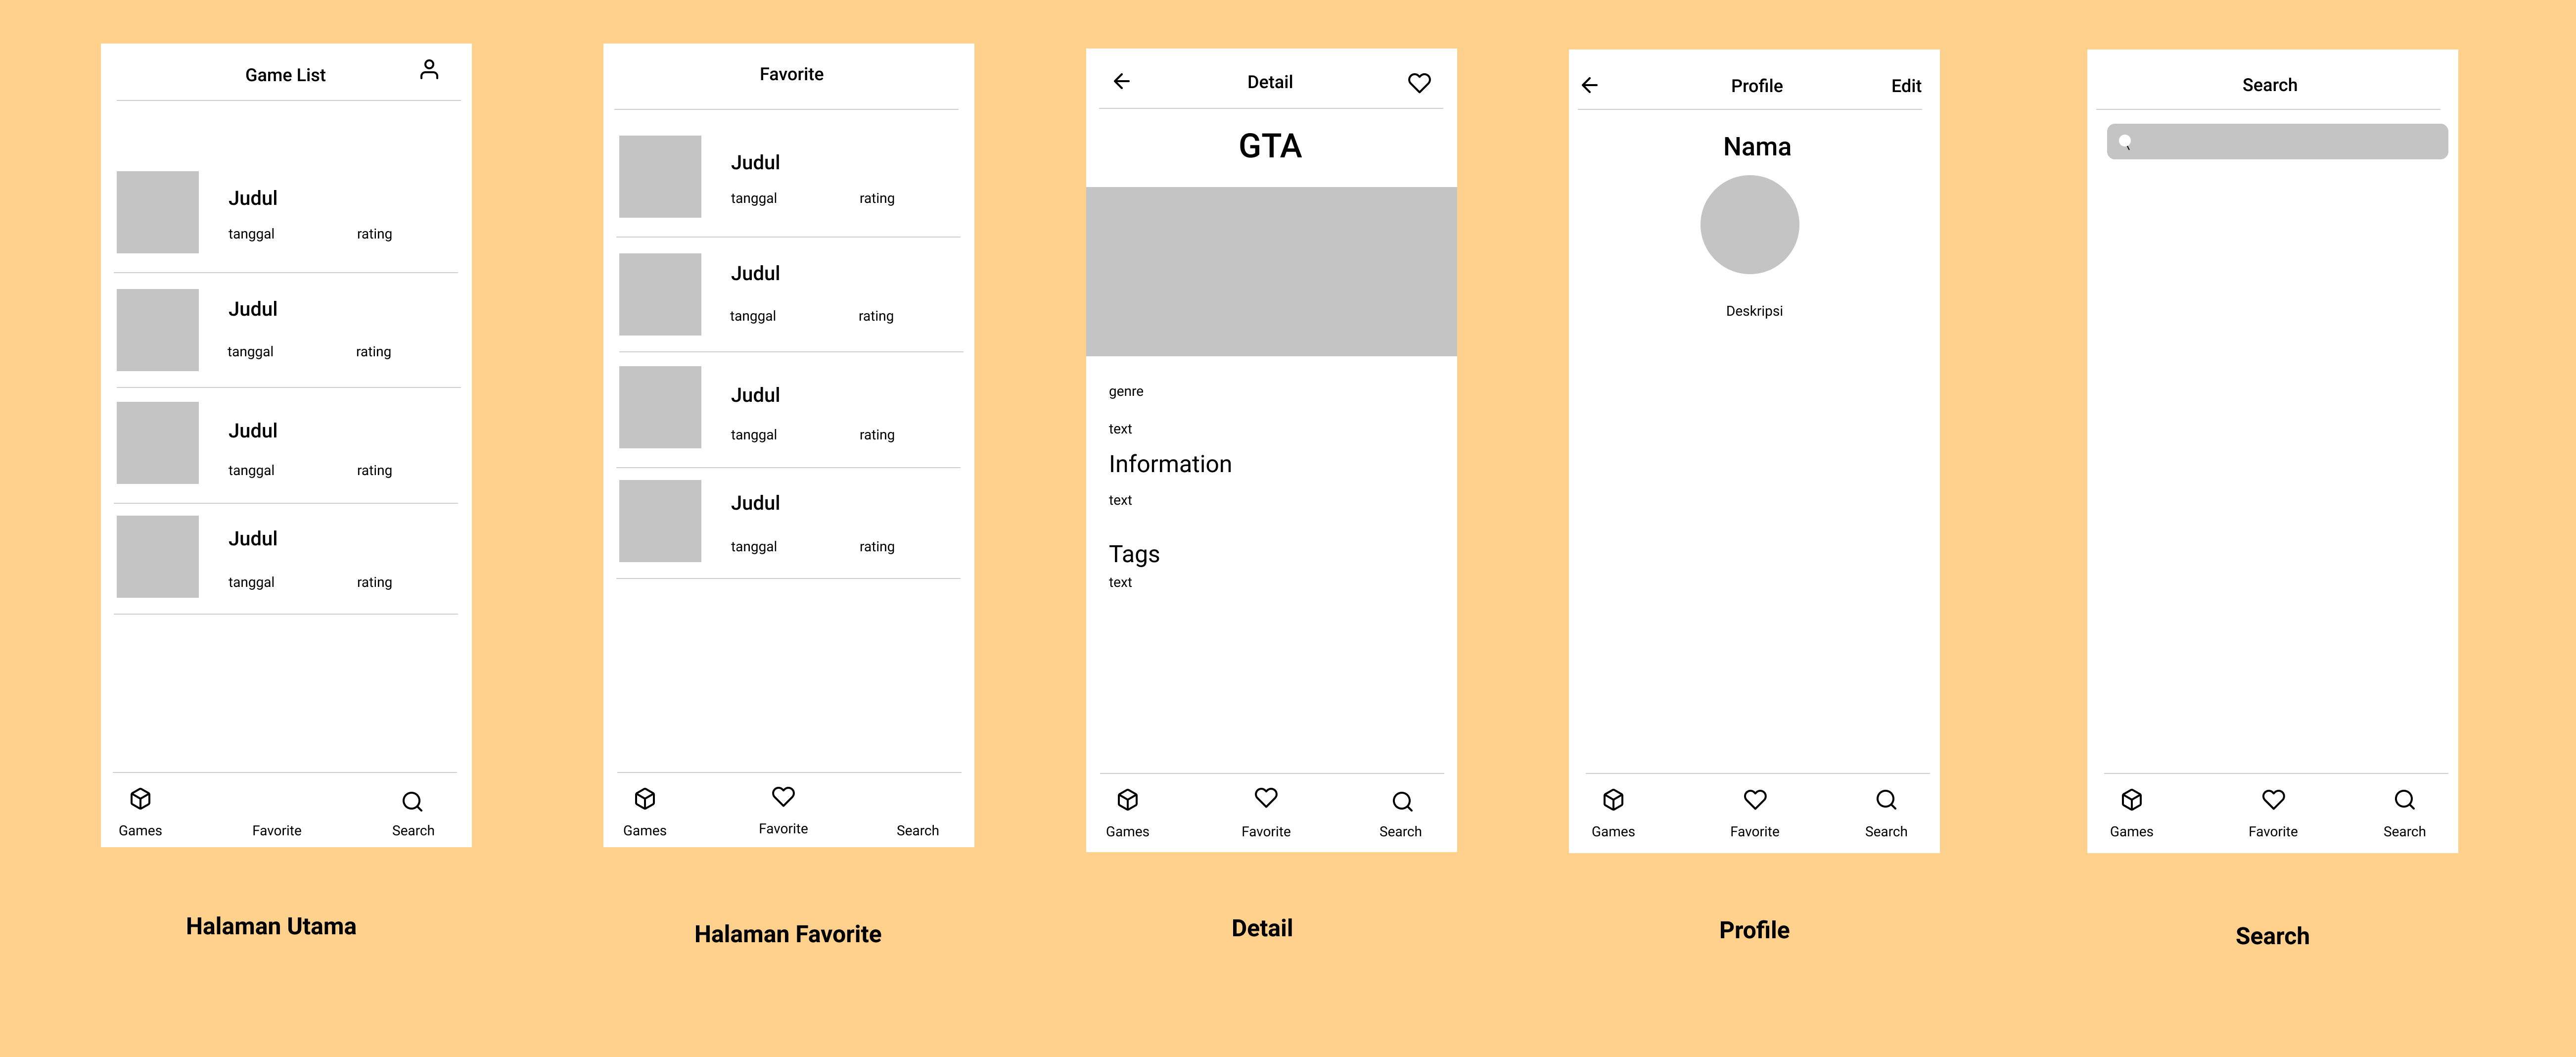 Game List
Judul
tanggal rating
Judul
tanggal rating
Judul
tanggal rating
Judul
tanggal rating
Games Favorite Search
Halaman Utama
Favorite
Judul
tanggal rating
Judul
tanggal rating
Judul
tanggal rating
Judul
tanggal rating
Games Favorite Search
Halaman Favorite
Detail
GTA
genre
text
Information
text
Tags
text
Games Favorite Search
Detail
Profile Edit
Nama
Deskripsi
Games Favorite Search
Profile
Search
Games Favorite Search
Search